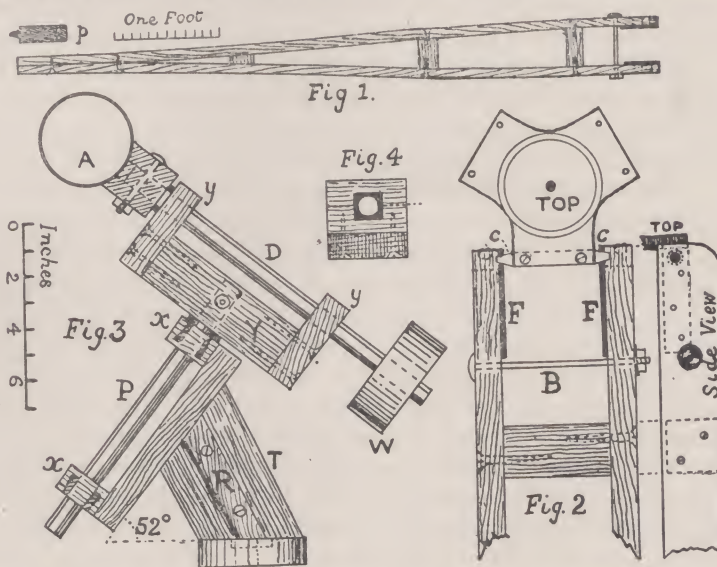 One Foot
P
Fig 1.
A
y
Fig. 4
TOP
D
0
Inches
2
4
6
Fig. 3
x
y
c
c
TOP
F
F
P
B
Side View
W
x
R
T
52°
Fig. 2